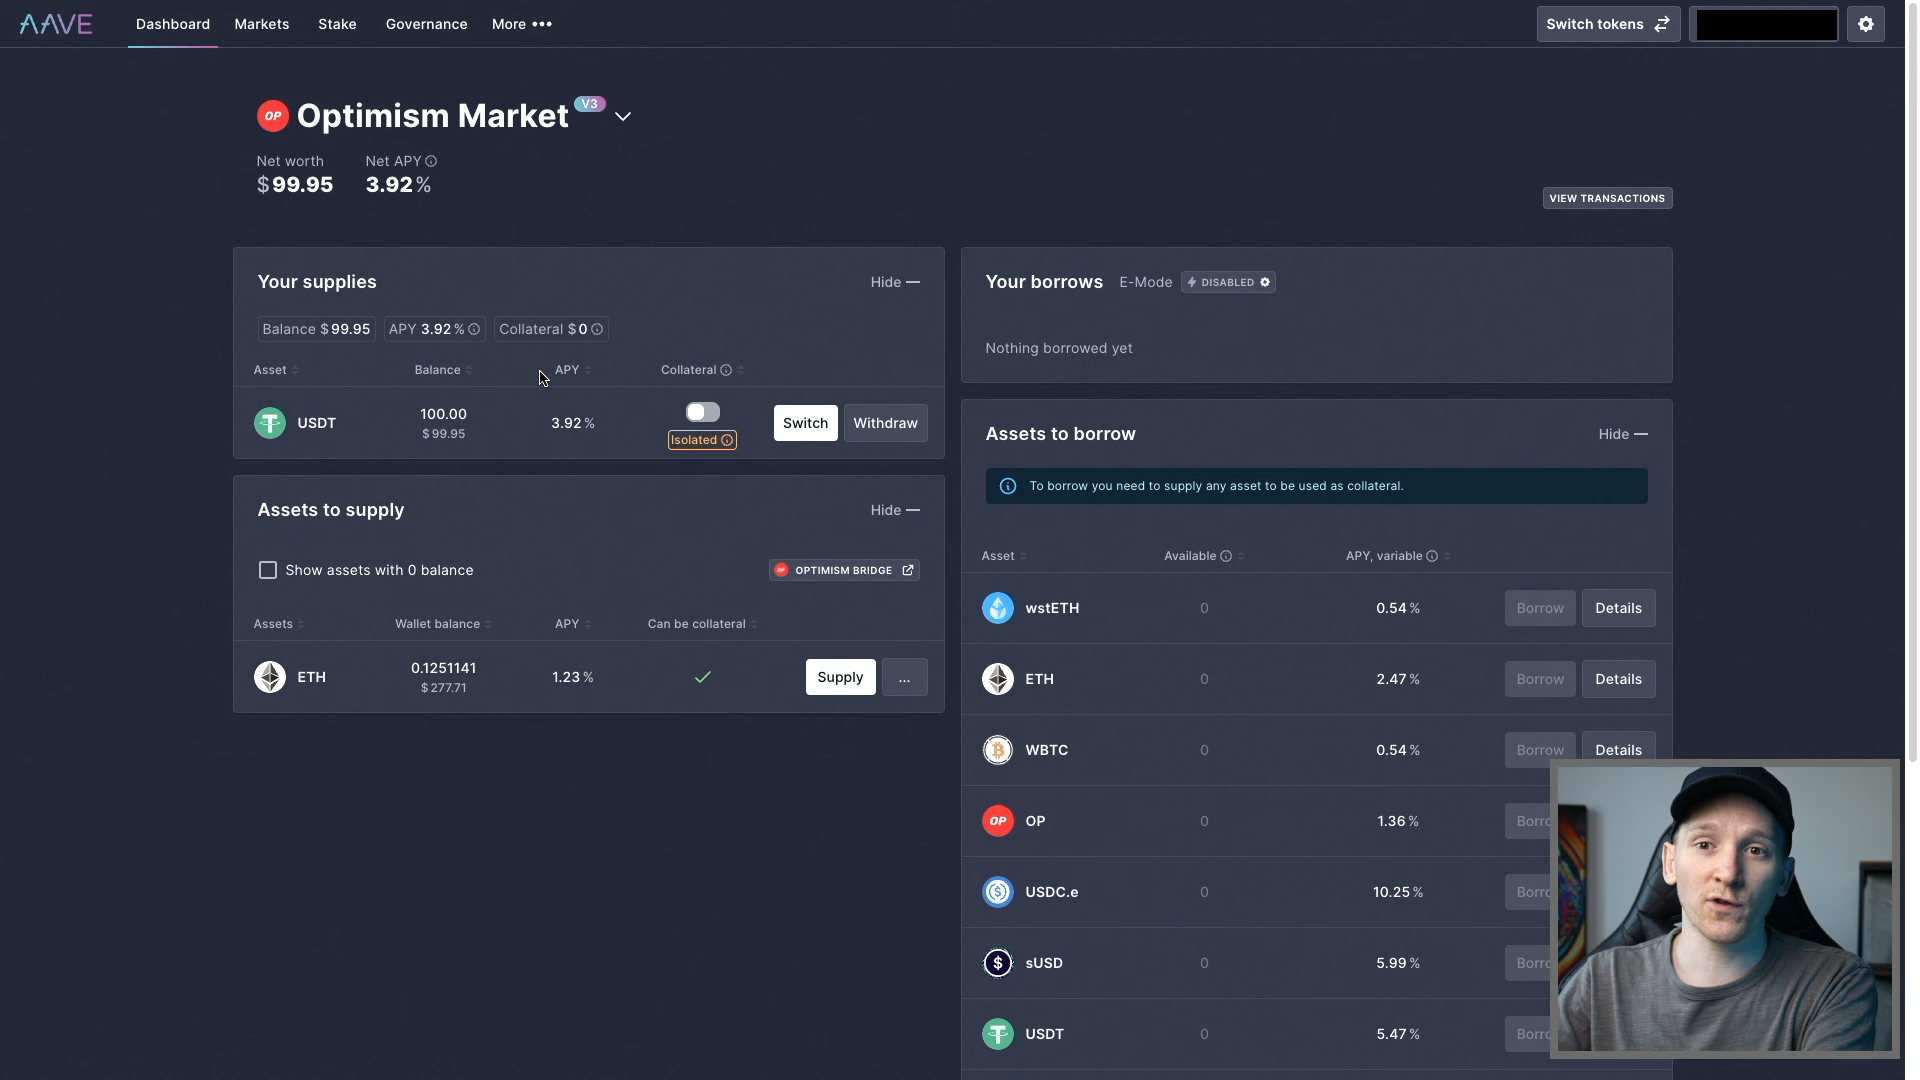 AAVE Dashboard Markets Stake Governance More ••• Switch tokens
OP Optimism Market V3
Net worth Net APY
$99.95 3.92%
VIEW TRANSACTIONS
Your supplies Hide —
Balance $99.95 APY 3.92% Collateral $0
Asset Balance APY Collateral
USDT 100.00 $99.95 3.92% Isolated Switch Withdraw
Assets to supply Hide —
Show assets with 0 balance OP OPTIMISM BRIDGE
Assets Wallet balance APY Can be collateral
ETH 0.1251141 $277.71 1.23% Supply ...
Your borrows E-Mode DISABLED
Nothing borrowed yet
Assets to borrow Hide —
To borrow you need to supply any asset to be used as collateral.
Asset Available APY, variable
wstETH 0 0.54% Borrow Details
ETH 0 2.47% Borrow Details
WBTC 0 0.54% Borrow Details
OP OP 0 1.36% Borro
USDC.e 0 10.25% Borro
sUSD 0 5.99% Borro
USDT 0 5.47% Borro